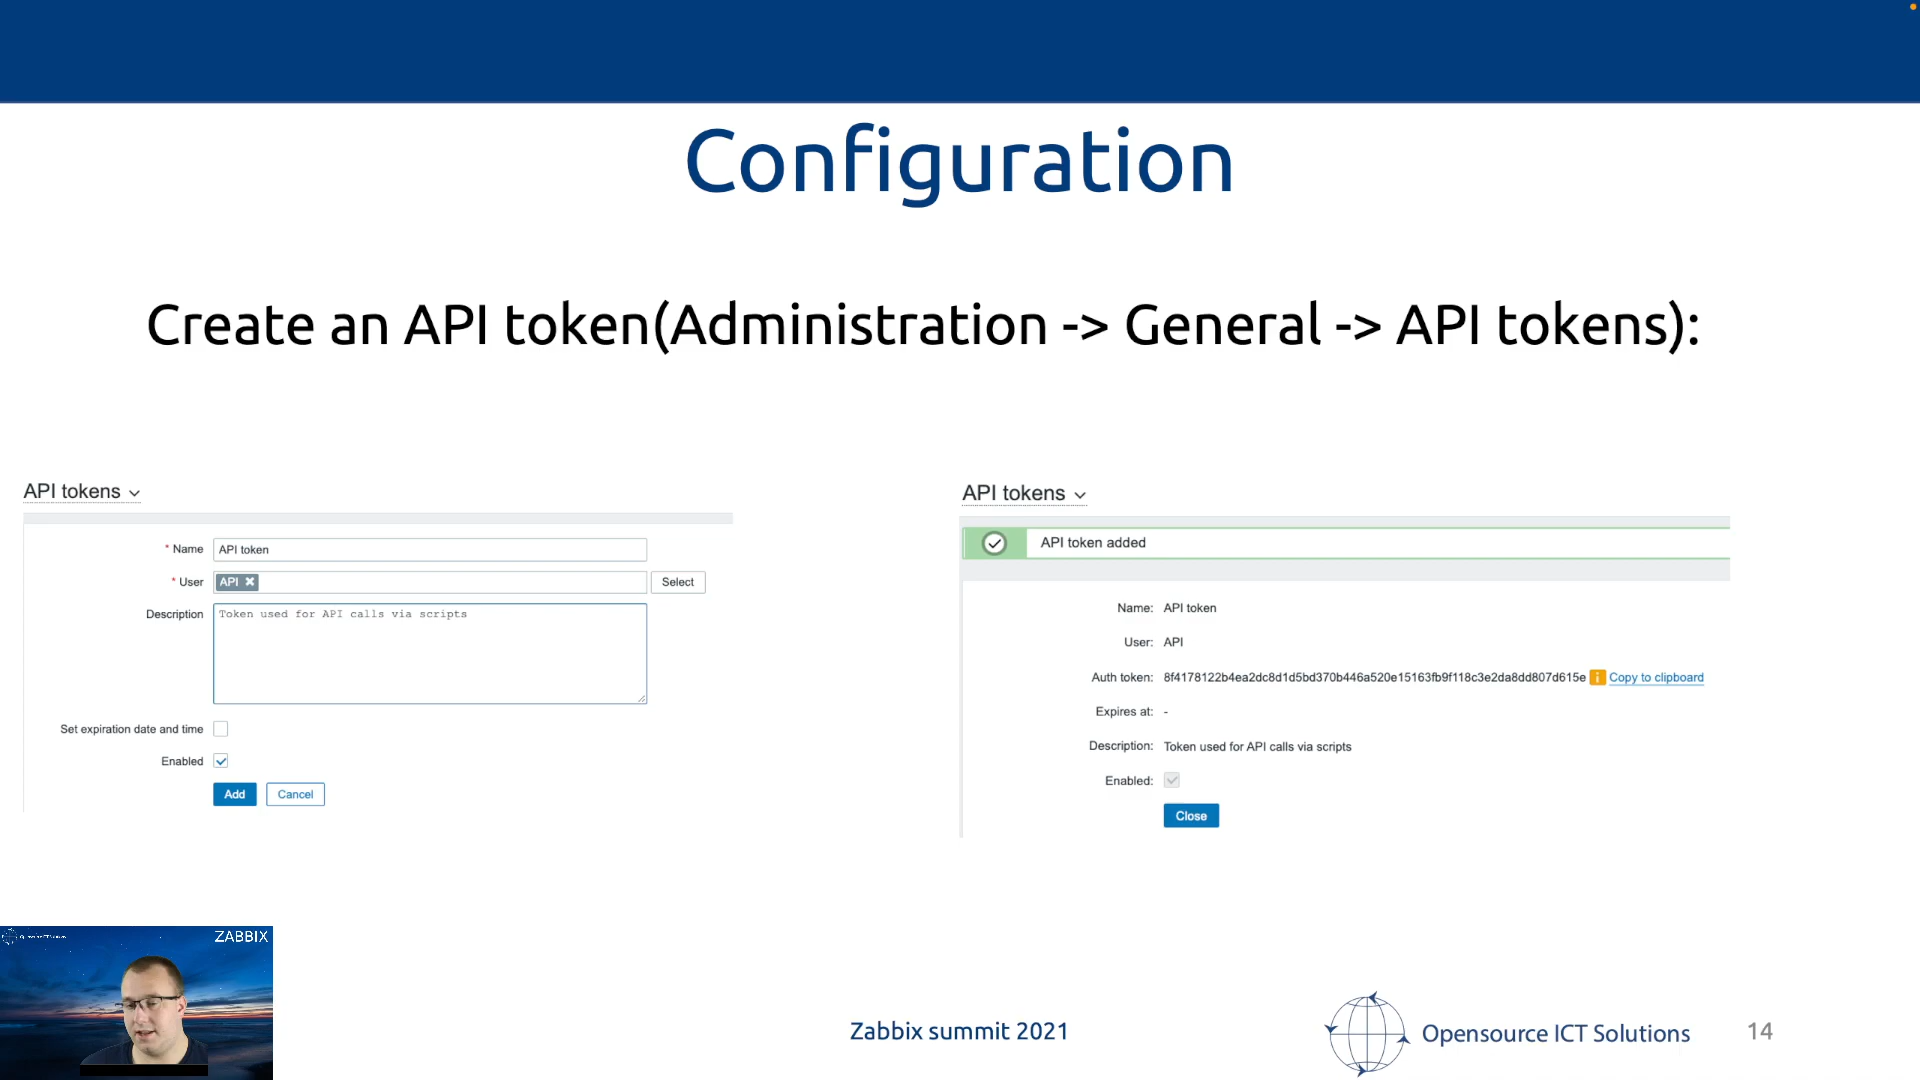 Configuration
Create an API token(Administration -> General -> API tokens):
API tokens
* Name API token
* User API Select
Description Token used for API calls via scripts
Set expiration date and time
Enabled
Add Cancel
API tokens
API token added
Name: API token
User: API
Auth token: 8f4178122b4ea2dc8d1d5bd370b446a520e15163fb9f118c3e2da8dd807d615e Copy to clipboard
Expires at: -
Description: Token used for API calls via scripts
Enabled:
Close
ZABBIX
Zabbix summit 2021
Opensource ICT Solutions
14